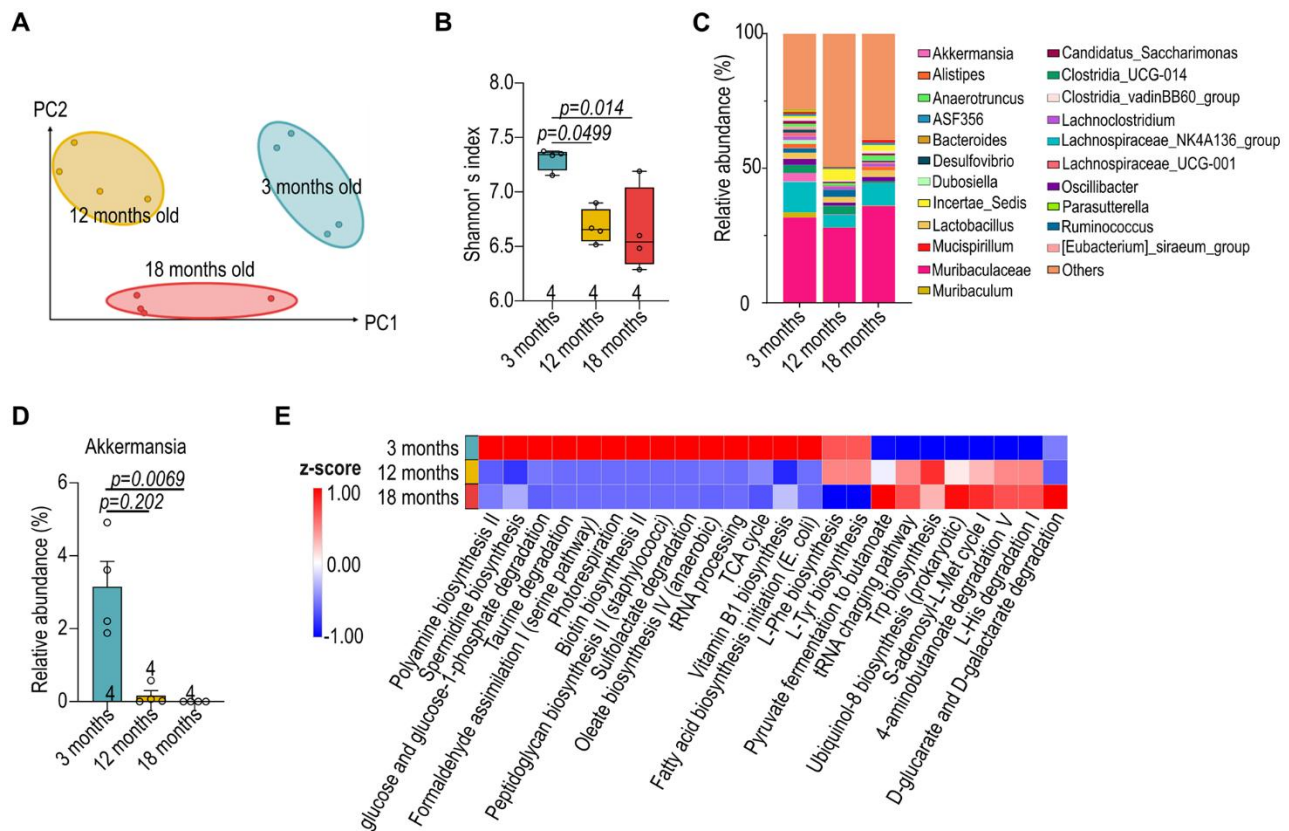 A
PC2
3 months old
12 months old
18 months old
PC1
B
Shannon' s index
8.0
7.5
7.0
6.5
6.0
p=0.014
p=0.0499
4
4
4
3 months
12 months
18 months
C
Relative abundance (%)
100
50
0
3 months
12 months
18 months
Akkermansia
Alistipes
Anaerotruncus
ASF356
Bacteroides
Desulfovibrio
Dubosiella
Incertae_Sedis
Lactobacillus
Mucispirillum
Muribaculaceae
Muribaculum
Candidatus_Saccharimonas
Clostridia_UCG-014
Clostridia_vadinBB60_group
Lachnoclostridium
Lachnospiraceae_NK4A136_group
Lachnospiraceae_UCG-001
Oscillibacter
Parasutterella
Ruminococcus
[Eubacterium]_siraeum_group
Others
D
Akkermansia
Relative abundance (%)
6
4
2
0
p=0.0069
p=0.202
4
4
4
3 months
12 months
18 months
E
z-score
1.00
0.00
-1.00
3 months
12 months
18 months
Polyamine biosynthesis II
Spermidine biosynthesis
glucose and glucose-1-phosphate degradation
Taurine degradation
Formaldehyde assimilation I (serine pathway)
Photorespiration
Biotin biosynthesis II
Peptidoglycan biosynthesis II (staphylococci)
Sulfolactate degradation
Oleate biosynthesis IV (anaerobic)
tRNA processing
TCA cycle
Vitamin B1 biosynthesis
Fatty acid biosynthesis initiation (E. coli)
L-Phe biosynthesis
L-Tyr biosynthesis
Pyruvate fermentation to butanoate
tRNA charging pathway
Trp biosynthesis
Ubiquinol-8 biosynthesis (prokaryotic)
S-adenosyl-L-Met cycle I
4-aminobutanoate degradation V
L-His degradation I
D-glucarate and D-galactarate degradation